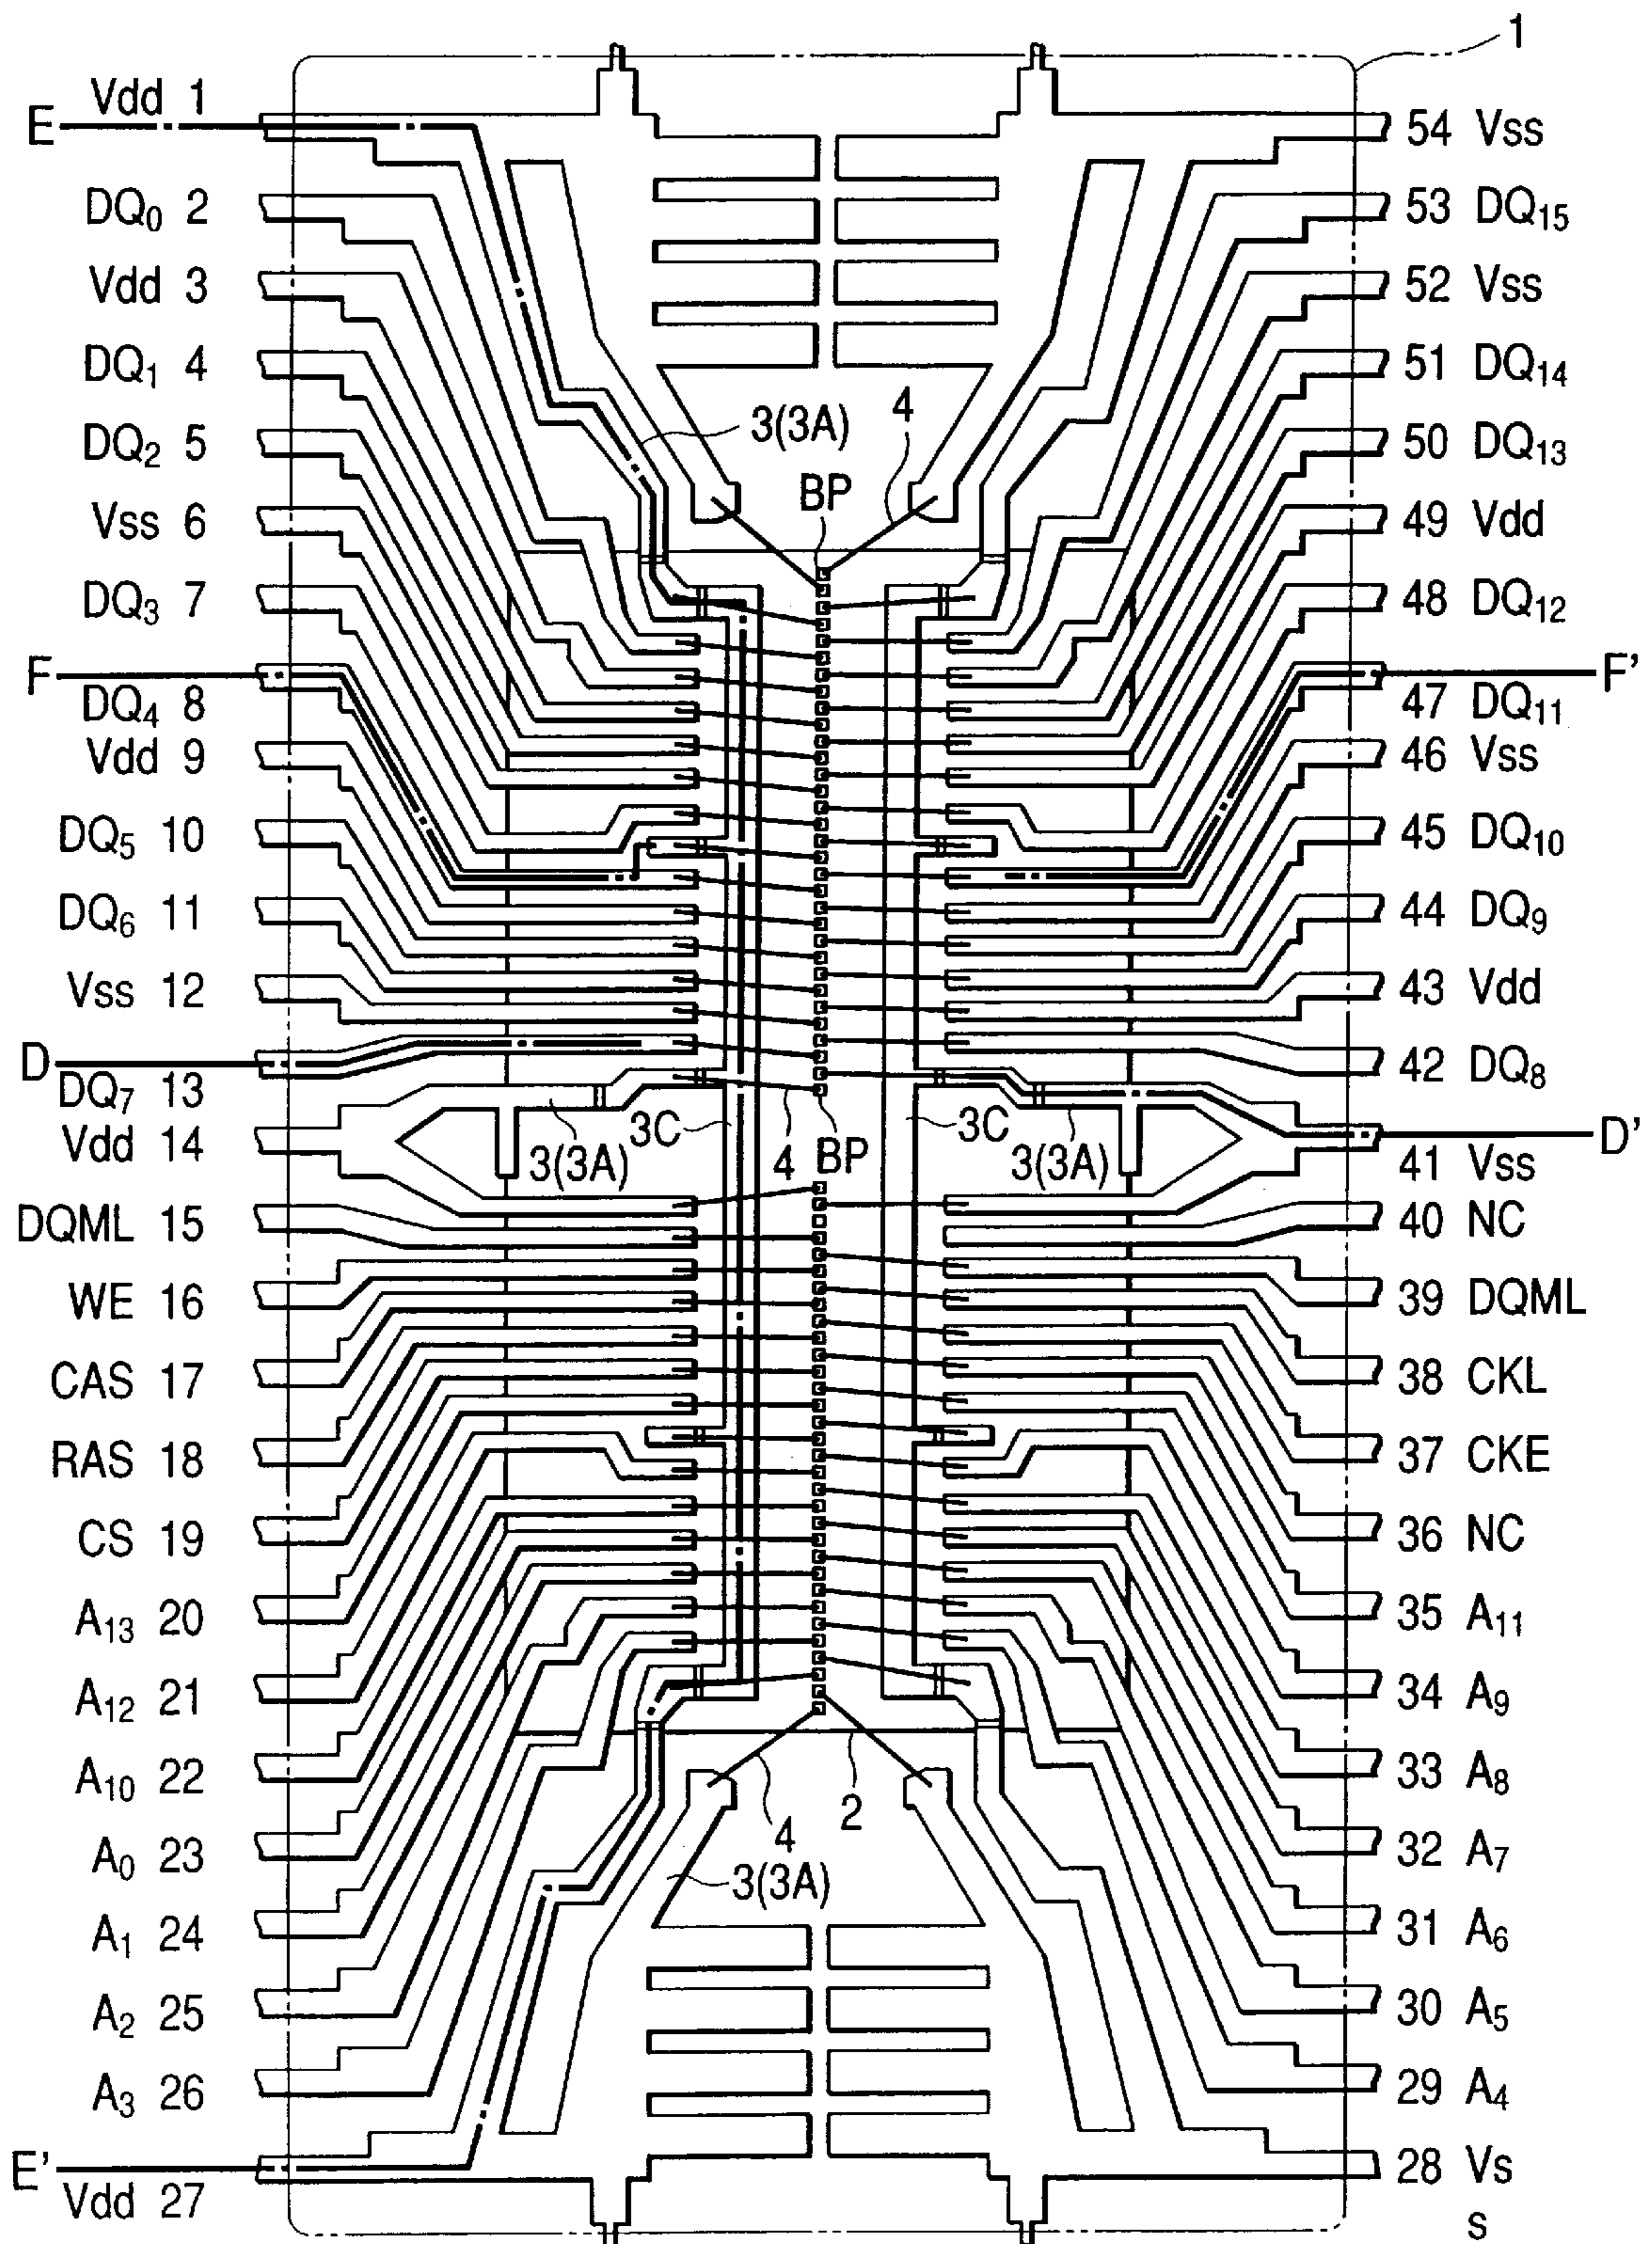 1
E Vdd 1
54 Vss
DQ0 2
53 DQ15
Vdd 3
52 Vss
DQ1 4
51 DQ14
3(3A)
4
DQ2 5
50 DQ13
BP
Vss 6
49 Vdd
DQ3 7
48 DQ12
F
F'
DQ4 8
47 DQ11
Vdd 9
46 Vss
DQ5 10
45 DQ10
DQ6 11
44 DQ9
Vss 12
43 Vdd
D
42 DQ8
DQ7 13
3C
3C
D'
Vdd 14
3(3A)
4
BP
3(3A)
41 Vss
DQML 15
40 NC
WE 16
39 DQML
CAS 17
38 CKL
RAS 18
37 CKE
CS 19
36 NC
A13 20
35 A11
A12 21
34 A9
A10 22
33 A8
4
2
A0 23
32 A7
3(3A)
A1 24
31 A6
A2 25
30 A5
A3 26
29 A4
E'
28 Vs
Vdd 27
s